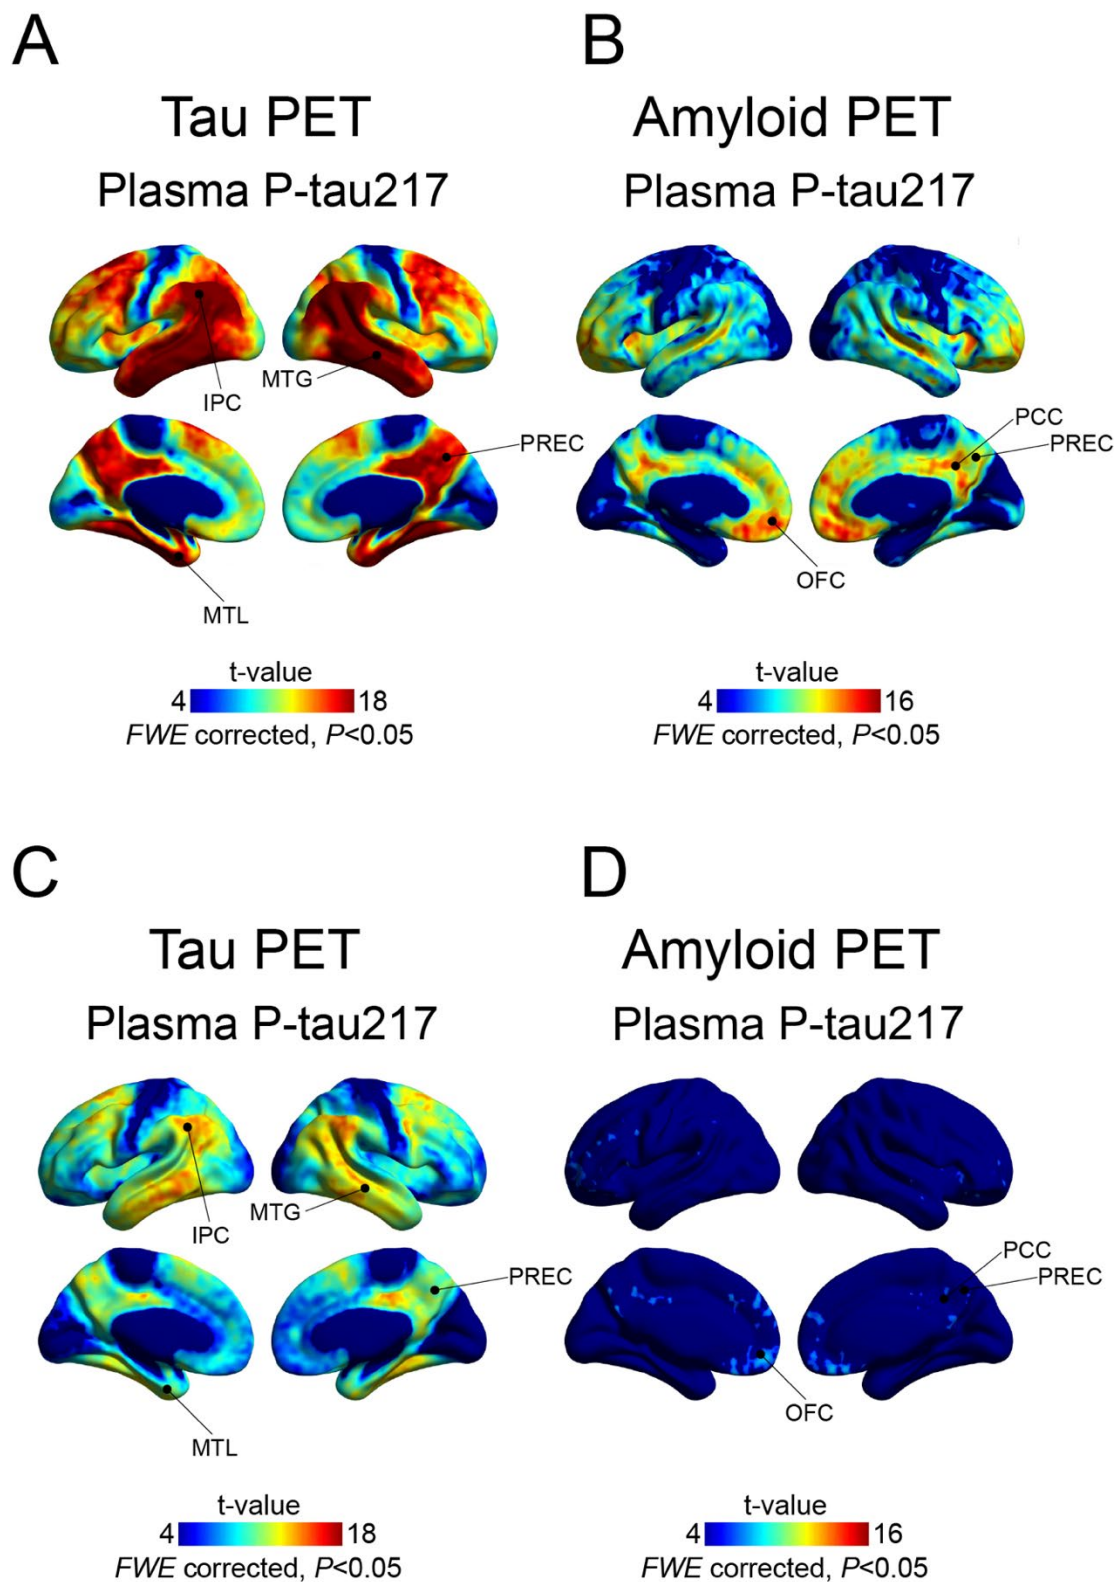 A
Tau PET
Plasma P-tau217
IPC
MTG
PREC
MTL
t-value
4 18
FWE corrected, P<0.05
B
Amyloid PET
Plasma P-tau217
PCC
PREC
OFC
t-value
4 16
FWE corrected, P<0.05
C
Tau PET
Plasma P-tau217
IPC
MTG
PREC
MTL
t-value
4 18
FWE corrected, P<0.05
D
Amyloid PET
Plasma P-tau217
PCC
PREC
OFC
t-value
4 16
FWE corrected, P<0.05